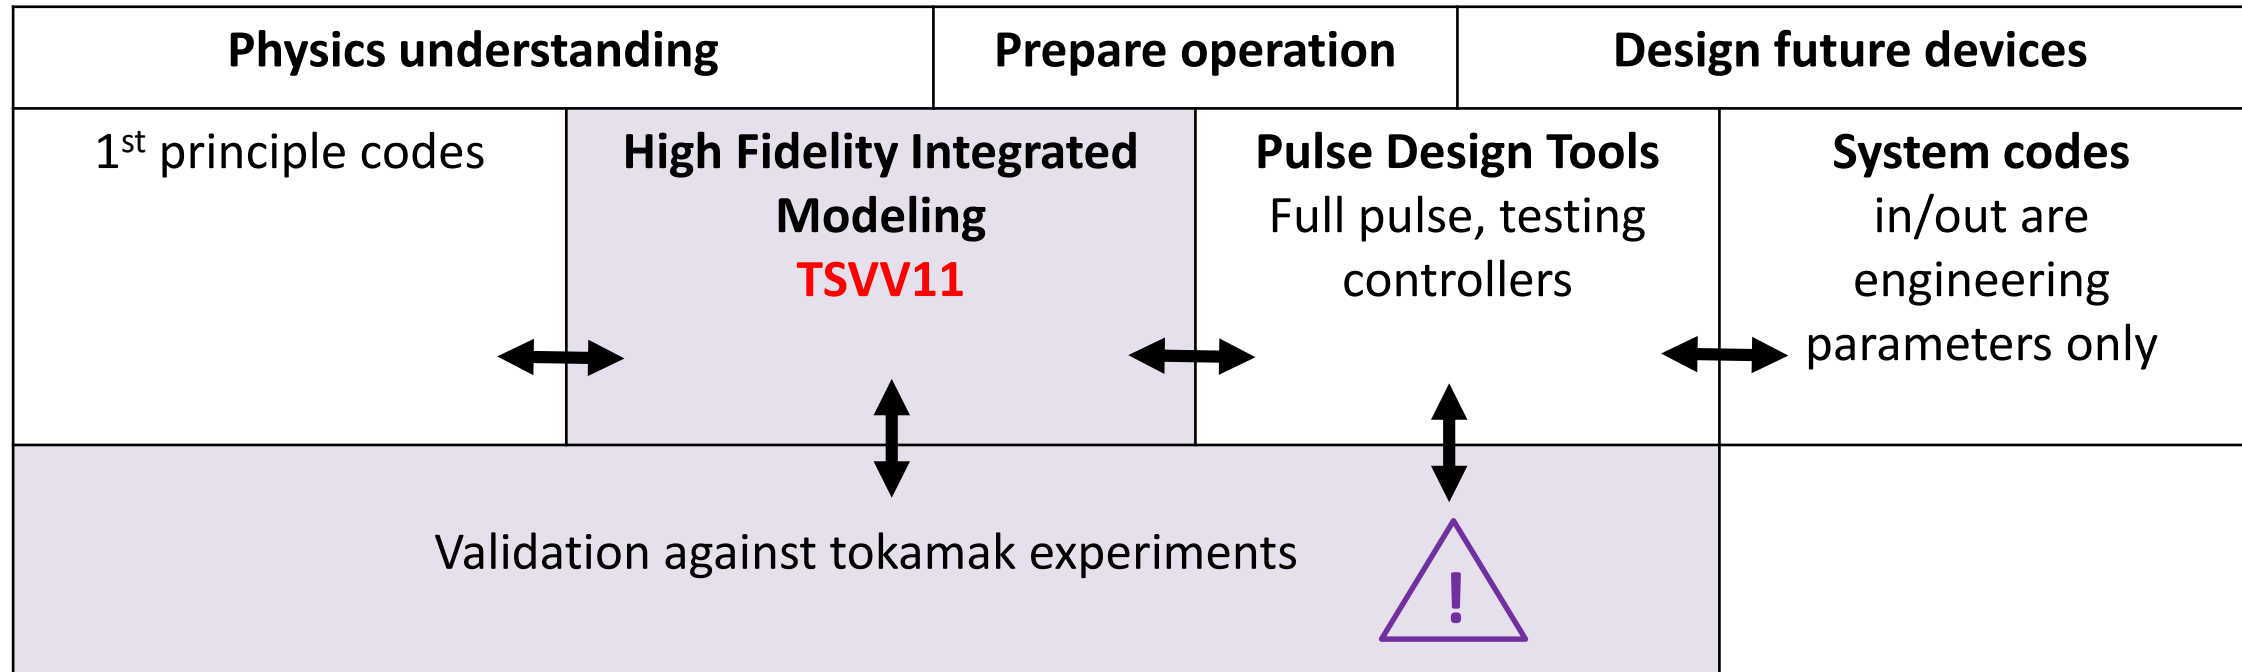 Physics understanding
Prepare operation
Design future devices
1st principle codes
High Fidelity Integrated
Modeling
TSVV11
Pulse Design Tools
Full pulse, testing
controllers
System codes
in/out are
engineering
parameters only
Validation against tokamak experiments
!